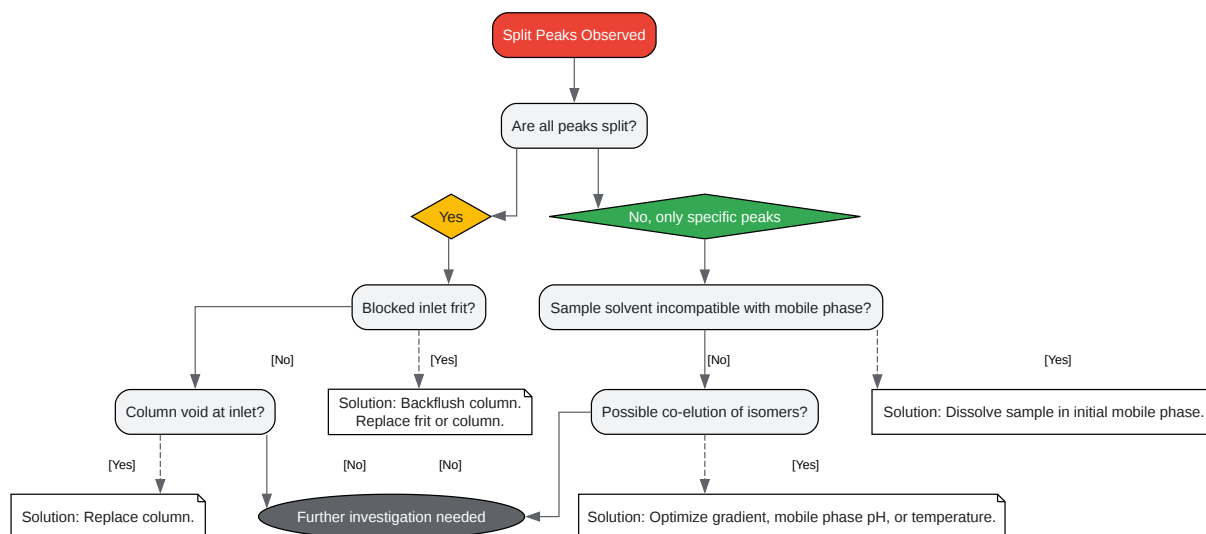 Split Peaks Observed
Are all peaks split?
Yes
No, only specific peaks
Blocked inlet frit?
Sample solvent incompatible with mobile phase?
[No]
[Yes]
[No]
[Yes]
Column void at inlet?
Solution: Backflush column.
Replace frit or column.
Possible co-elution of isomers?
Solution: Dissolve sample in initial mobile phase.
[Yes]
[No]
[No]
[Yes]
Solution: Replace column.
Further investigation needed
Solution: Optimize gradient, mobile phase pH, or temperature.